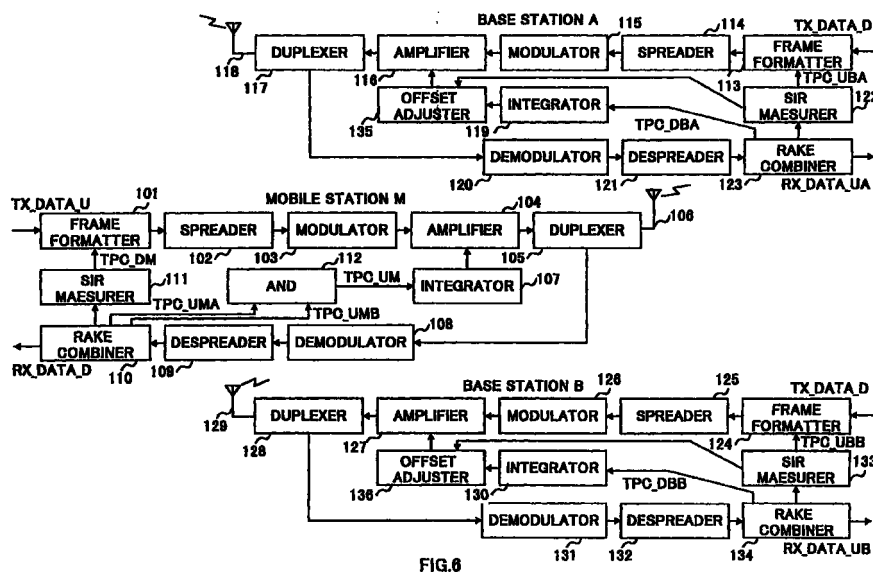 BASE STATION A
115
114
TX_DATA_D
DUPLEXER
AMPLIFIER
MODULATOR
SPREADER
FRAME FORMATTER
118
117
116
113
TPC_UBA
OFFSET ADJUSTER
INTEGRATOR
SIR MAESURER
122
135
119
TPC_DBA
DEMODULATOR
DESPREADER
RAKE COMBINER
120
121
123
RX_DATA_UA
TX_DATA_U
101
MOBILE STATION M
104
FRAME FORMATTER
SPREADER
MODULATOR
AMPLIFIER
DUPLEXER
106
TPC_DM
102
103
112
105
SIR MAESURER
111
AND
TPC_UM
INTEGRATOR
107
TPC_UMA
TPC_UMB
108
RAKE COMBINER
DESPREADER
DEMODULATOR
RX_DATA_D
110
109
BASE STATION B
126
125
TX_DATA_D
129
DUPLEXER
AMPLIFIER
MODULATOR
SPREADER
FRAME FORMATTER
128
127
124
TPC_UBB
OFFSET ADJUSTER
INTEGRATOR
SIR MAESURER
133
136
130
TPC_DBB
DEMODULATOR
DESPREADER
RAKE COMBINER
131
132
134
RX_DATA_UB
FIG.6